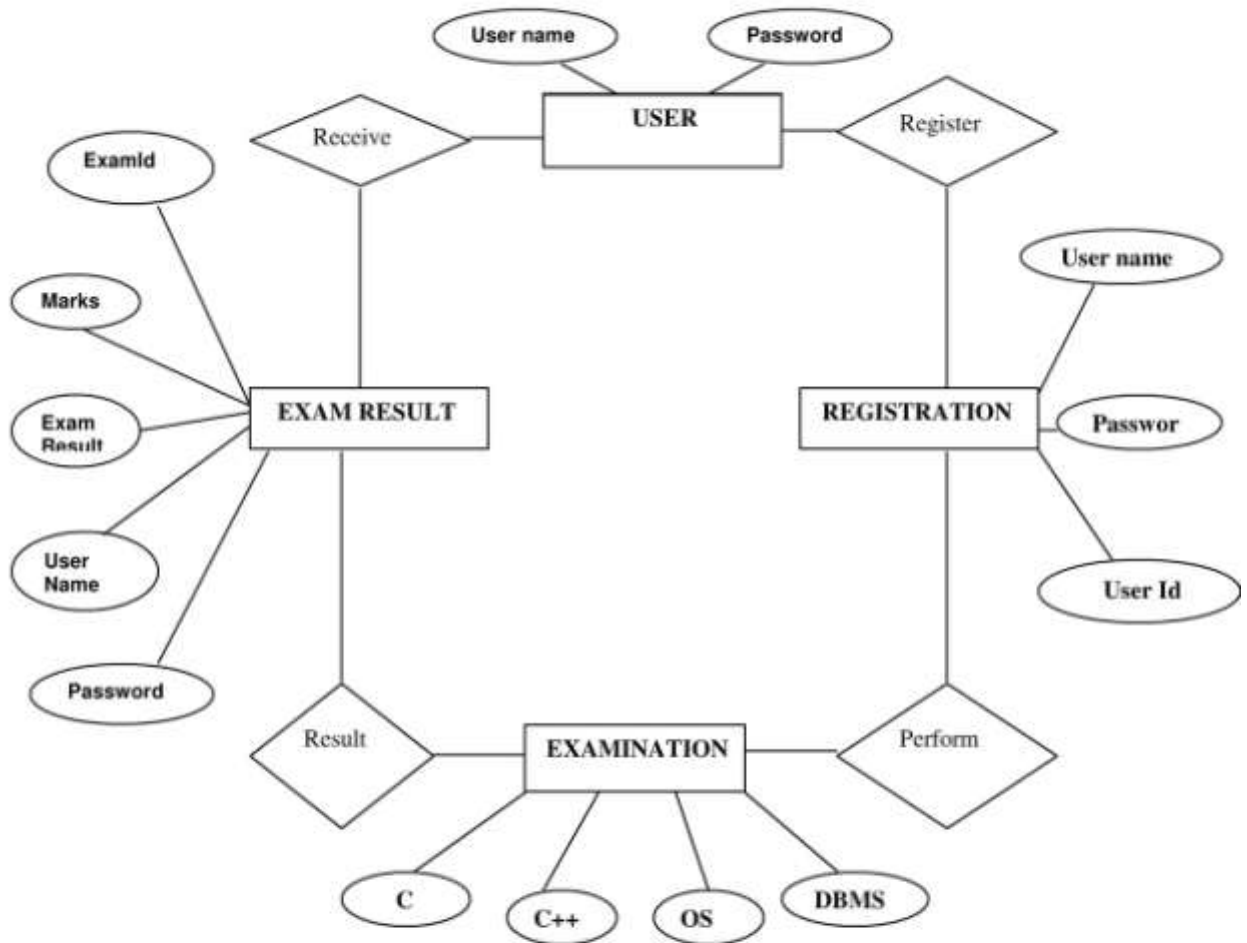 User name
Password
USER
Receive
Register
ExamId
User name
Marks
EXAM RESULT
REGISTRATION
Exam
Result
Passwor
User
Name
User Id
Password
Result
EXAMINATION
Perform
C
C++
OS
DBMS